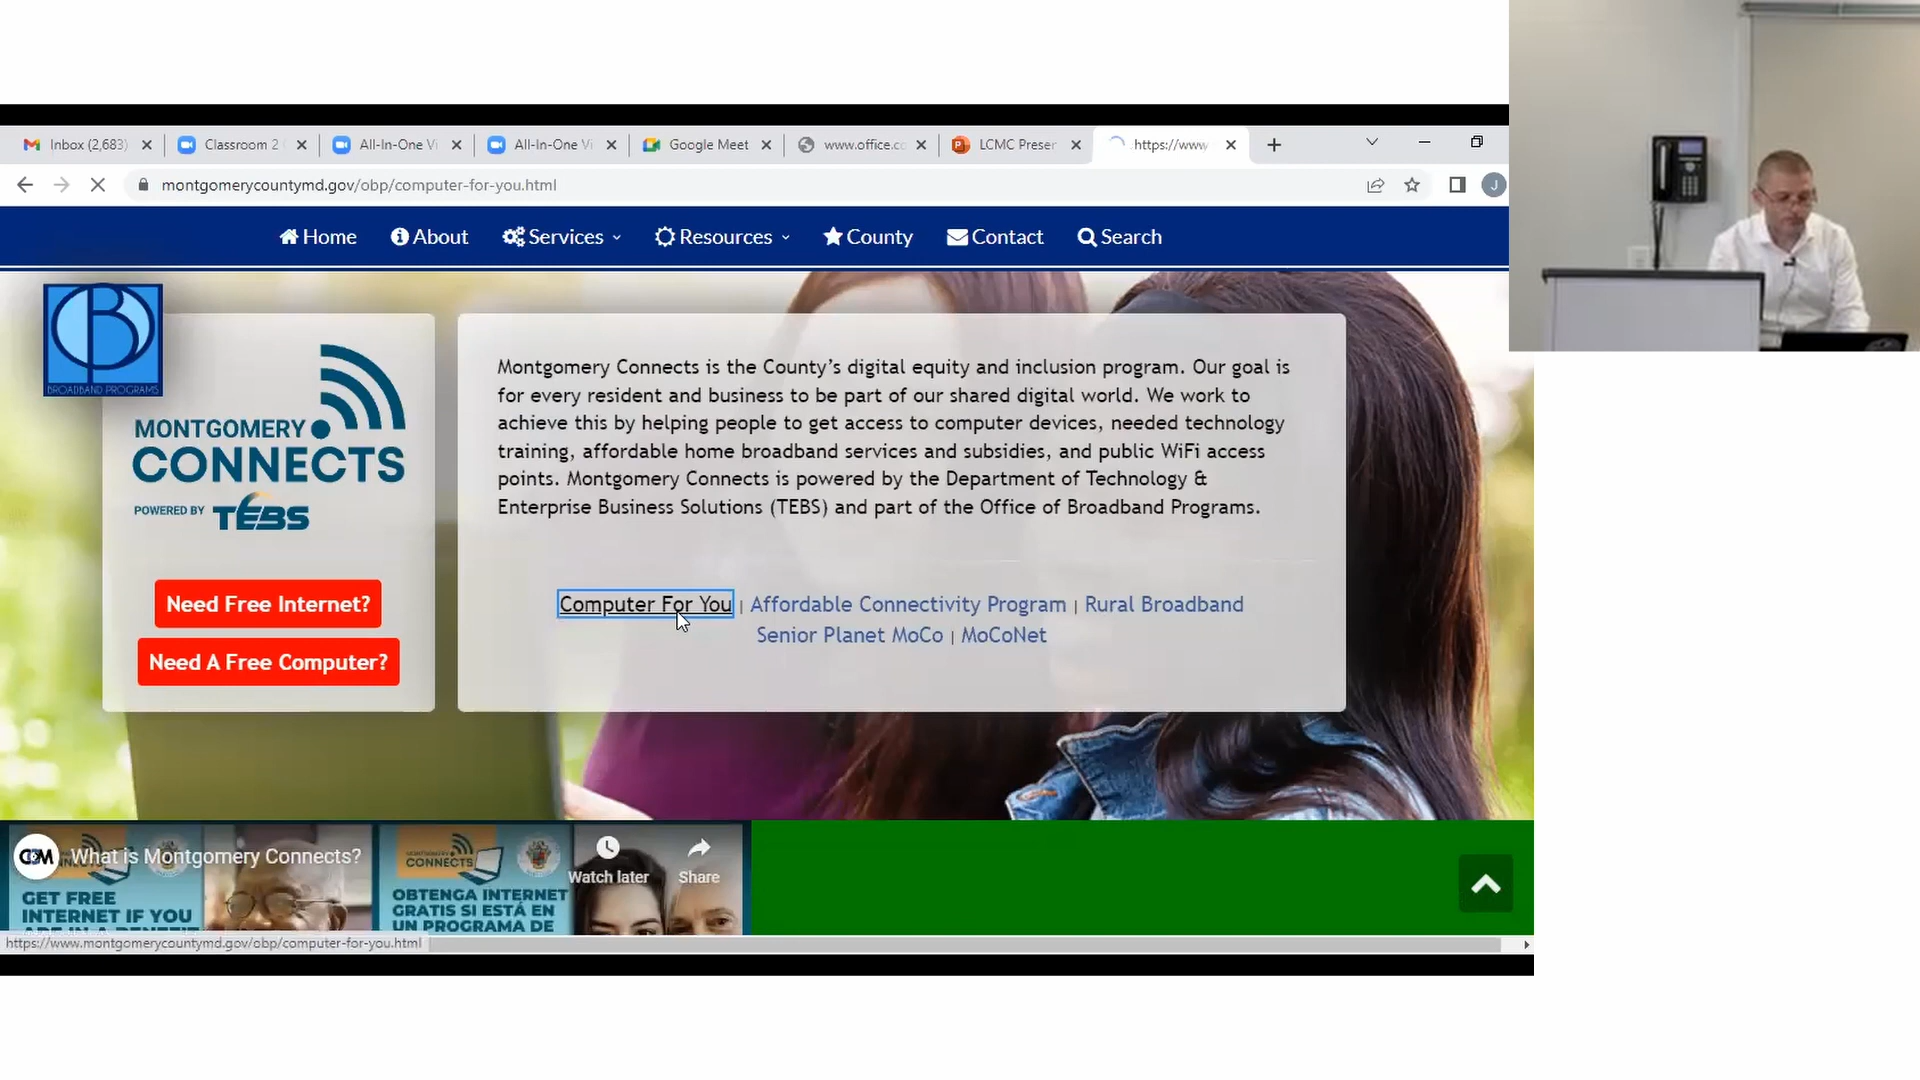 Inbox (2,683)
Classroom 2
All-In-One Vi
All-In-One Vi
Google Meet
www.office.cc
LCMC Preser
https://www
montgomerycountymd.gov/obp/computer-for-you.html
J
Home
About
Services
Resources
County
Contact
Search
B
BROADBAND PROGRAMS
MONTGOMERY
CONNECTS
POWERED BY TEBS
Need Free Internet?
Need A Free Computer?
Montgomery Connects is the County's digital equity and inclusion program. Our goal is
for every resident and business to be part of our shared digital world. We work to
achieve this by helping people to get access to computer devices, needed technology
training, affordable home broadband services and subsidies, and public WiFi access
points. Montgomery Connects is powered by the Department of Technology &
Enterprise Business Solutions (TEBS) and part of the Office of Broadband Programs.
Computer For You | Affordable Connectivity Program | Rural Broadband
Senior Planet MoCo | MoCoNet
What is Montgomery Connects?
GET FREE
INTERNET IF YOU
CONNECTS
OBTENGA INTERNET
GRATIS SI ESTÁ EN
UN PROGRAMA DE
Watch later
Share
https://www.montgomerycountymd.gov/obp/computer-for-you.html